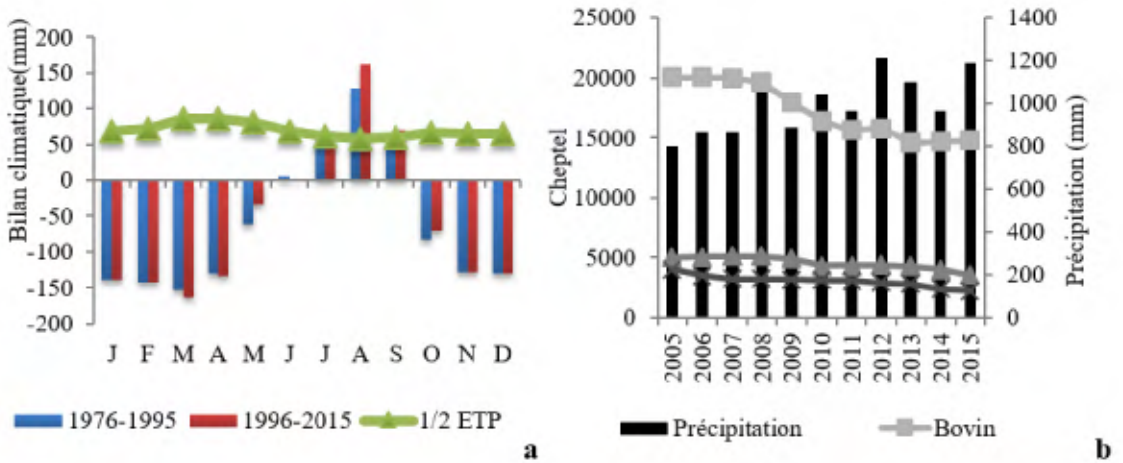 Bilan climatique(mm)
200
150
100
50
0
-50
-100
-150
-200
J F M A M J J A S O N D
1976-1995 1996-2015 1/2 ETP
a
Cheptel
25000
20000
15000
10000
5000
0
2005 2006 2007 2008 2009 2010 2011 2012 2013 2014 2015
1400
1200
1000
800
600
400
200
0
Précipitation (mm)
Précipitation Bovin
b